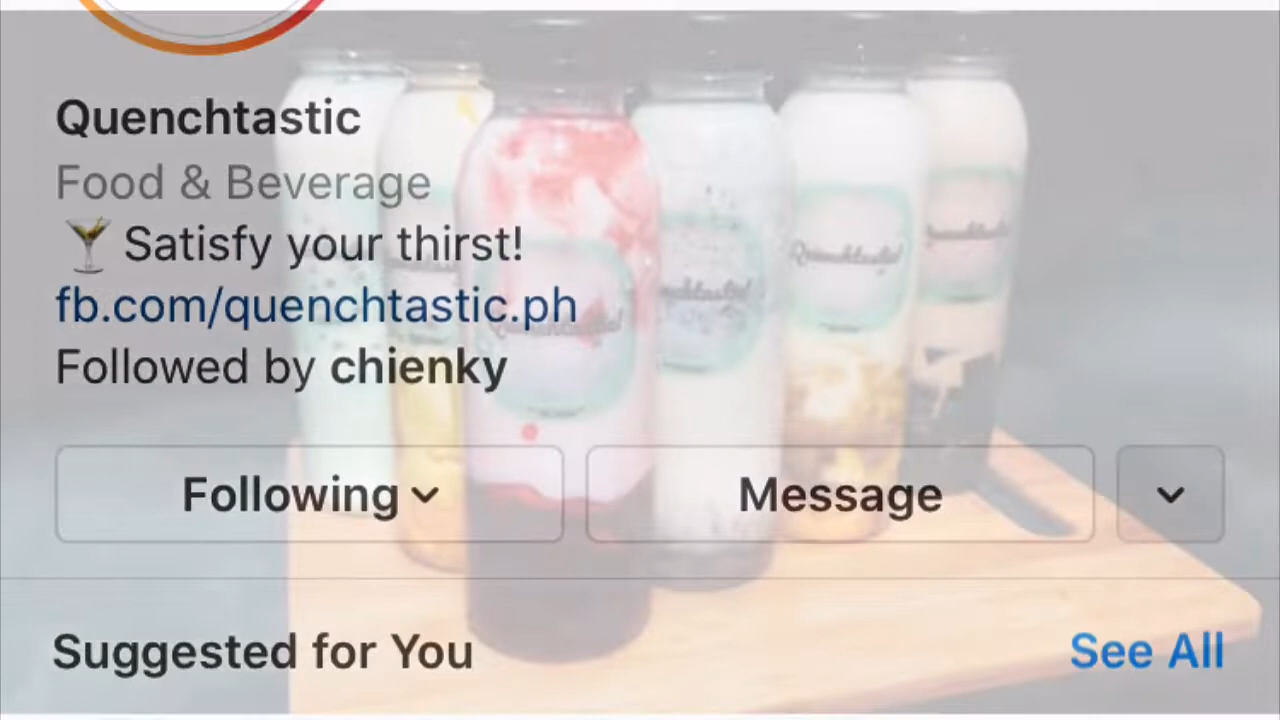 Quenchtastic
Food & Beverage
Satisfy your thirst!
fb.com/quenchtastic.ph
Followed by chienky
Following
Message
Suggested for You
See All